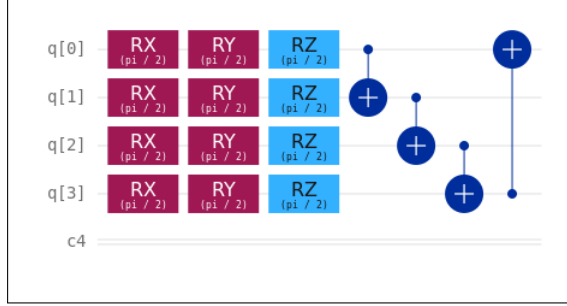 q[0] RX RY RZ
(pi / 2) (pi / 2) (pi / 2)
q[1] RX RY RZ
(pi / 2) (pi / 2) (pi / 2)
q[2] RX RY RZ
(pi / 2) (pi / 2) (pi / 2)
q[3] RX RY RZ
(pi / 2) (pi / 2) (pi / 2)
c4